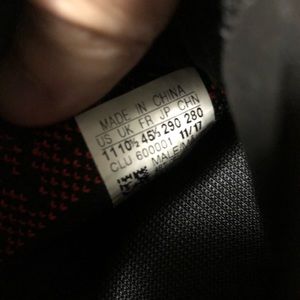 MADE IN CHINA
US UK FR JP CHN
11 10½ 45⅓ 290 280
CLU 600001 11/17
MALE/M